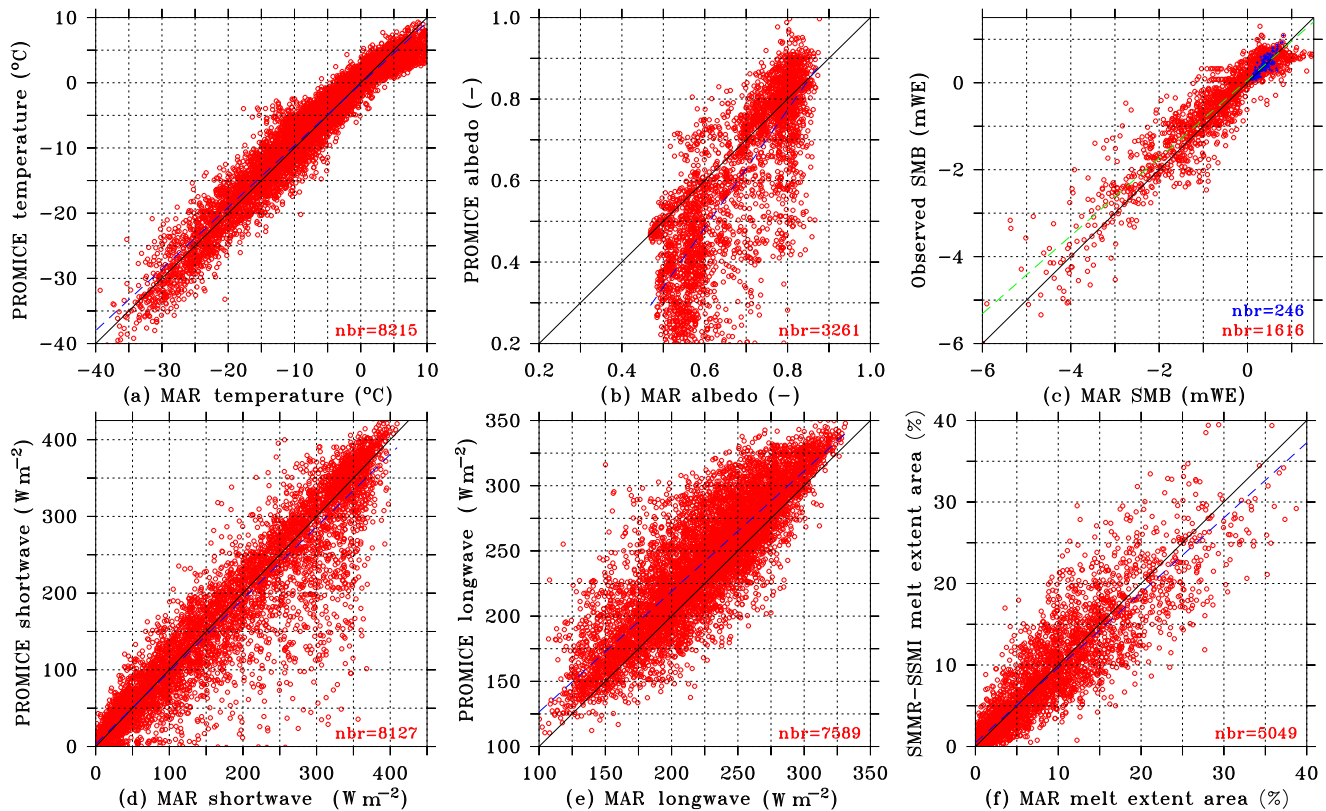 PROMICE temperature (°C)
10
0
−10
−20
−30
−40
nbr=8215
−40 −30 −20 −10 0 10
(a) MAR temperature (°C)
PROMICE albedo (−)
1.0
0.8
0.6
0.4
0.2
nbr=3261
0.2 0.4 0.6 0.8 1.0
(b) MAR albedo (−)
Observed SMB (mWE)
0
−2
−4
−6
nbr=246
nbr=1616
−6 −4 −2 0
(c) MAR SMB (mWE)
PROMICE shortwave (W m−2)
400
300
200
100
0
nbr=8127
0 100 200 300 400
(d) MAR shortwave (W m−2)
PROMICE longwave (W m−2)
350
300
250
200
150
100
nbr=7589
100 150 200 250 300 350
(e) MAR longwave (W m−2)
SMMR−SSMI melt extent area (%)
40
30
20
10
0
nbr=5049
0 10 20 30 40
(f) MAR melt extent area (%)